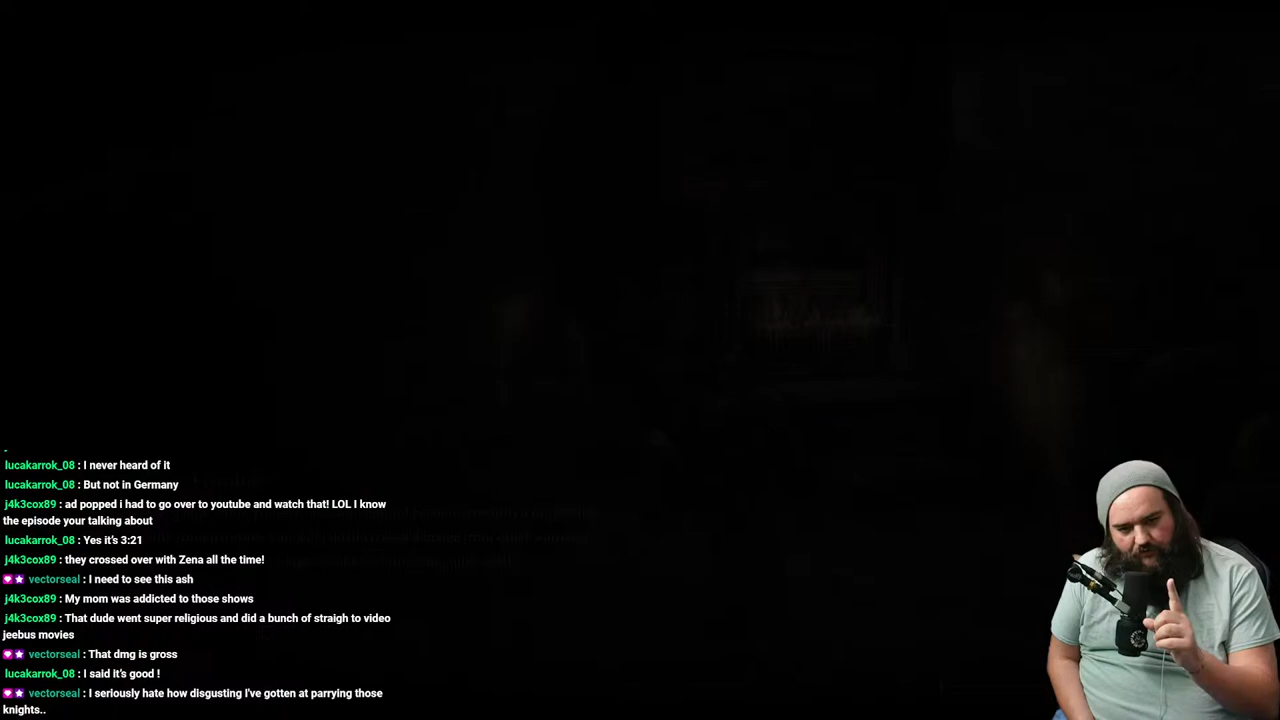 lucakarrok_08 : I never heard of it
lucakarrok_08 : But not in Germany
j4k3cox89 : ad popped i had to go over to youtube and watch that! LOL I know
the episode your talking about
lucakarrok_08 : Yes it's 3:21
j4k3cox89 : they crossed over with Zena all the time!
vectorseal : I need to see this ash
j4k3cox89 : My mom was addicted to those shows
j4k3cox89 : That dude went super religious and did a bunch of straigh to video
jeebus movies
vectorseal : That dmg is gross
lucakarrok_08 : I said it's good !
vectorseal : I seriously hate how disgusting I've gotten at parrying those
knights..